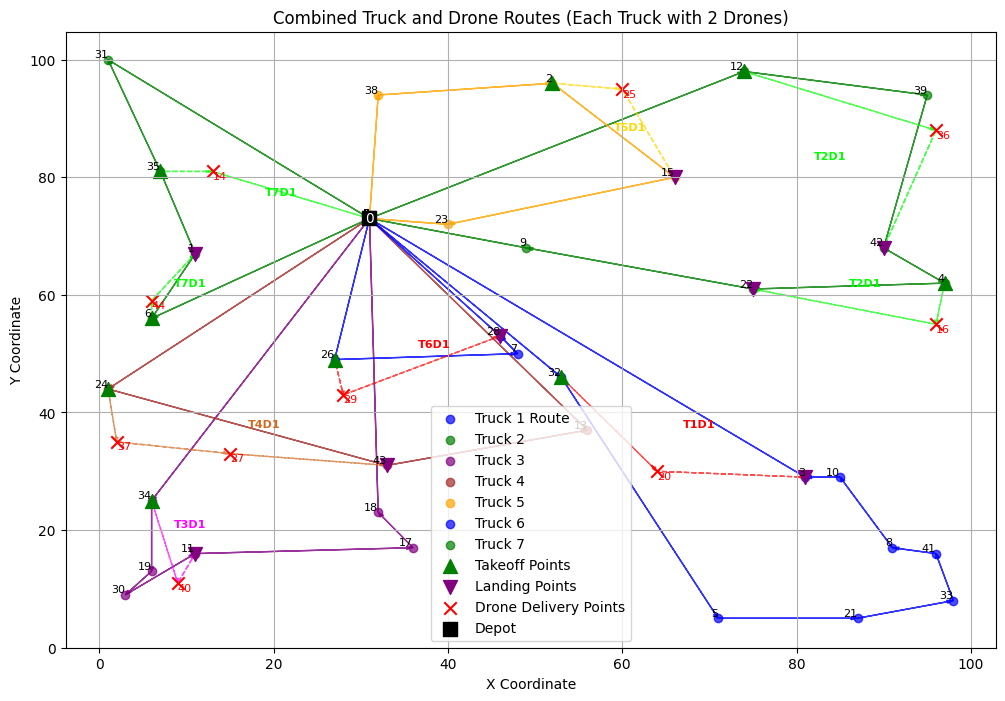 Combined Truck and Drone Routes (Each Truck with 2 Drones)
31
100
12
2
38
39
25
T5D1
36
T2D1
80
35
14
15
T7D1
0
23
9
1
42
T7D1
22
T2D1
4
60
44
6
16
28
T6D1
7
26
32
29
24
40
T4D1
13
T1D1
37
27
43
20
3
10
34
T3D1
18
20
11
17
8
41
19
40
30
33
5
21
0
Truck 1 Route
Truck 2
Truck 3
Truck 4
Truck 5
Truck 6
Truck 7
Takeoff Points
Landing Points
Drone Delivery Points
Depot
0 20 40 60 80 100
X Coordinate
Y Coordinate